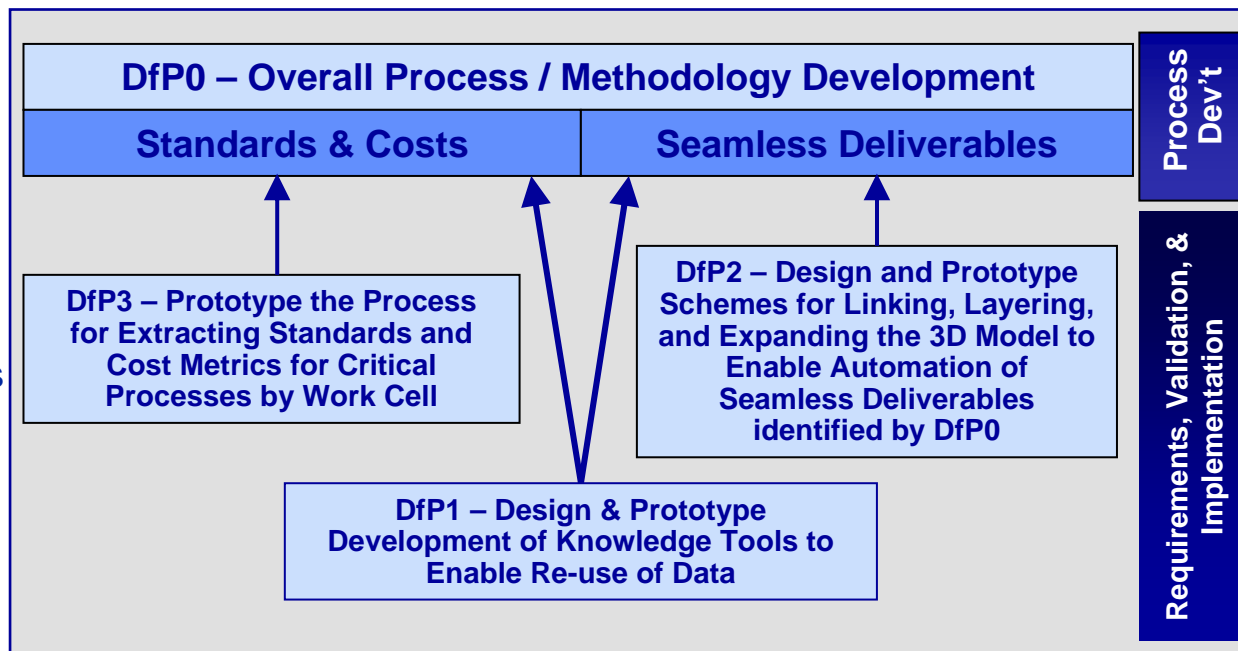 DfP0 – Overall Process / Methodology Development
Standards & Costs
Seamless Deliverables
Process
Dev't
DfP3 – Prototype the Process
for Extracting Standards and
Cost Metrics for Critical
Processes by Work Cell
DfP2 – Design and Prototype
Schemes for Linking, Layering,
and Expanding the 3D Model to
Enable Automation of
Seamless Deliverables
identified by DfP0
DfP1 – Design & Prototype
Development of Knowledge Tools to
Enable Re-use of Data
Requirements, Validation, &
Implementation